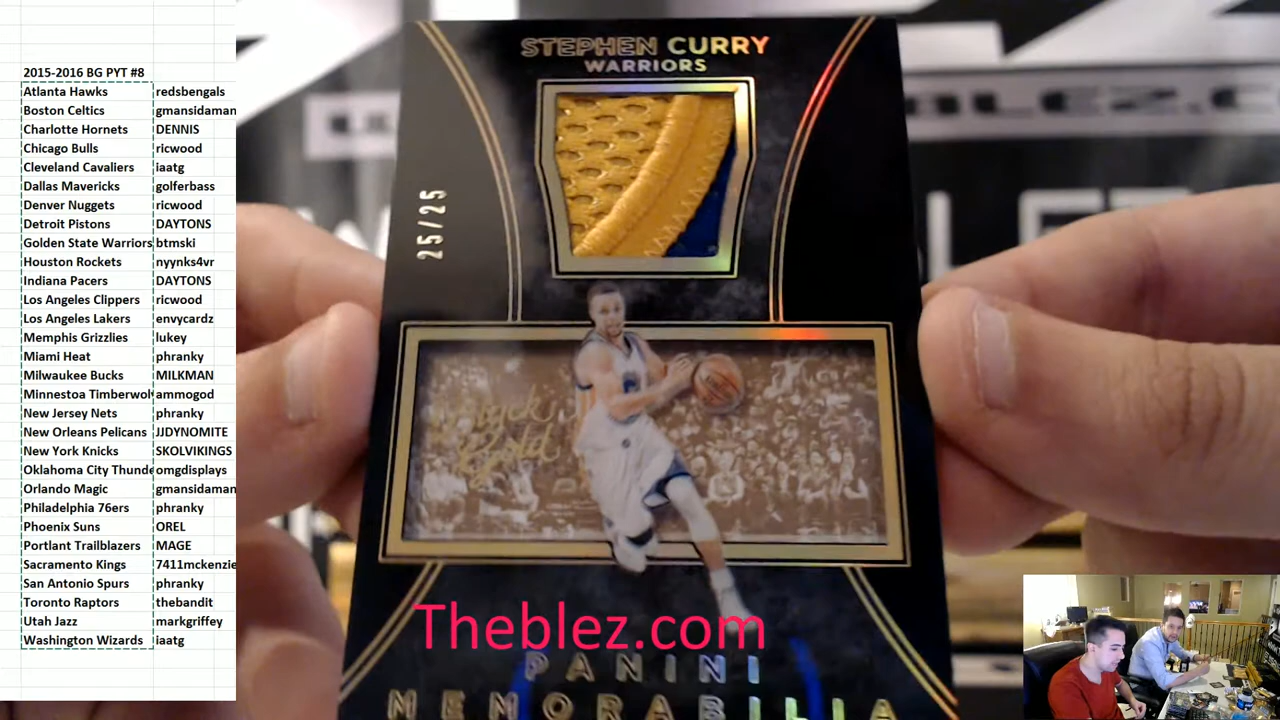 2015-2016 BG PYT #8
Atlanta Hawks redsbengals
Boston Celtics gmansidaman
Charlotte Hornets DENNIS
Chicago Bulls ricwood
Cleveland Cavaliers iaatg
Dallas Mavericks golferbass
Denver Nuggets ricwood
Detroit Pistons DAYTONS
Golden State Warriors btmski
Houston Rockets nyynks4vr
Indiana Pacers DAYTONS
Los Angeles Clippers ricwood
Los Angeles Lakers envycardz
Memphis Grizzlies lukey
Miami Heat phranky
Milwaukee Bucks MILKMAN
Minnestoa Timberwol ammogod
New Jersey Nets phranky
New Orleans Pelicans JJDYNOMITE
New York Knicks SKOLVIKINGS
Oklahoma City Thunde omgdisplays
Orlando Magic gmansidaman
Philadelphia 76ers phranky
Phoenix Suns OREL
Portlant Trailblazers MAGE
Sacramento Kings 7411mckenzie
San Antonio Spurs phranky
Toronto Raptors thebandit
Utah Jazz markgriffey
Washington Wizards iaatg
STEPHEN CURRY
WARRIORS
25/25
Gold
Theblez.com
PANINI
MEMORABILIA